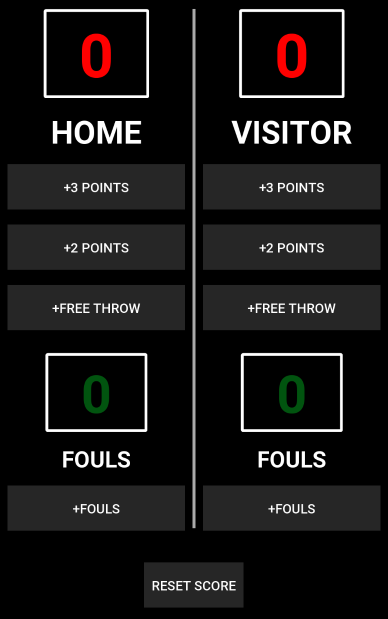 0
HOME
+3 POINTS
+2 POINTS
+FREE THROW
0
FOULS
+FOULS
0
VISITOR
+3 POINTS
+2 POINTS
+FREE THROW
0
FOULS
+FOULS
RESET SCORE